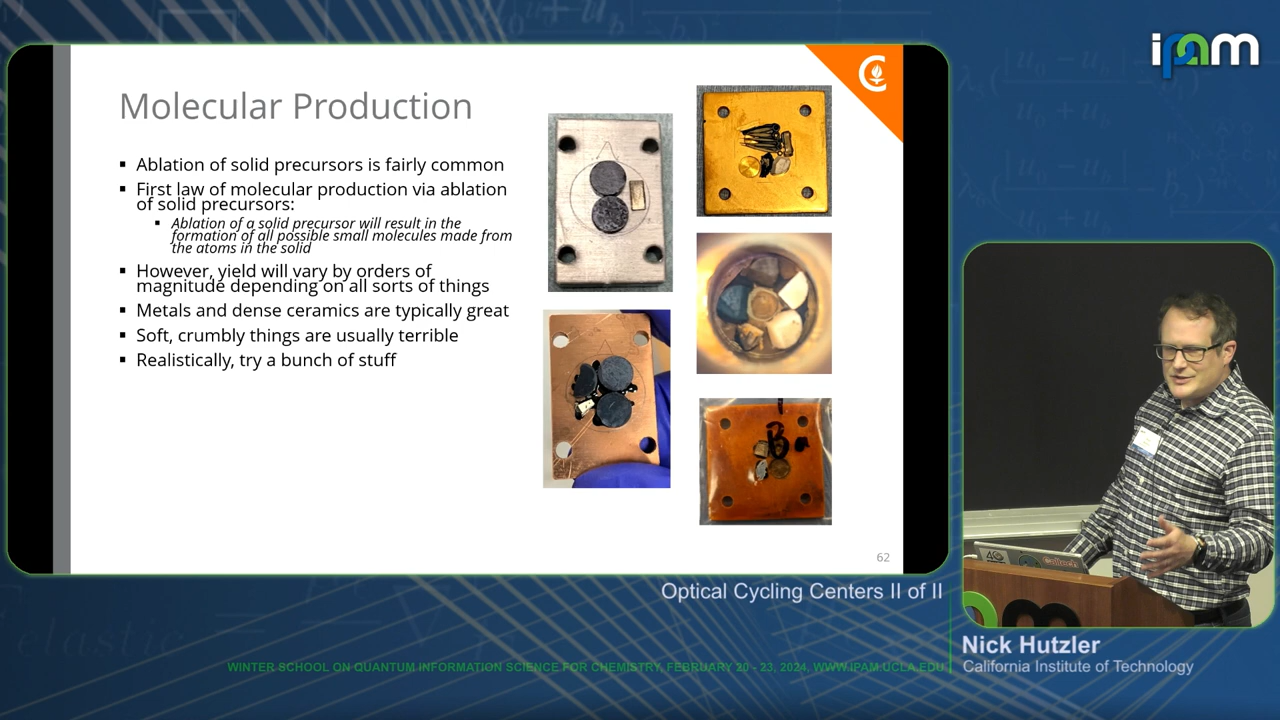 ipam
Molecular Production
Ablation of solid precursors is fairly common
First law of molecular production via ablation
of solid precursors:
Ablation of a solid precursor will result in the
formation of all possible small molecules made from
the atoms in the solid
However, yield will vary by orders of
magnitude depending on all sorts of things
Metals and dense ceramics are typically great
Soft, crumbly things are usually terrible
Realistically, try a bunch of stuff
Ba
62
Caltech
Optical Cycling Centers II of II
Nick Hutzler
California Institute of Technology
WINTER SCHOOL ON QUANTUM INFORMATION SCIENCE FOR CHEMISTRY, FEBRUARY 20 - 23, 2024, WWW.IPAM.UCLA.EDU